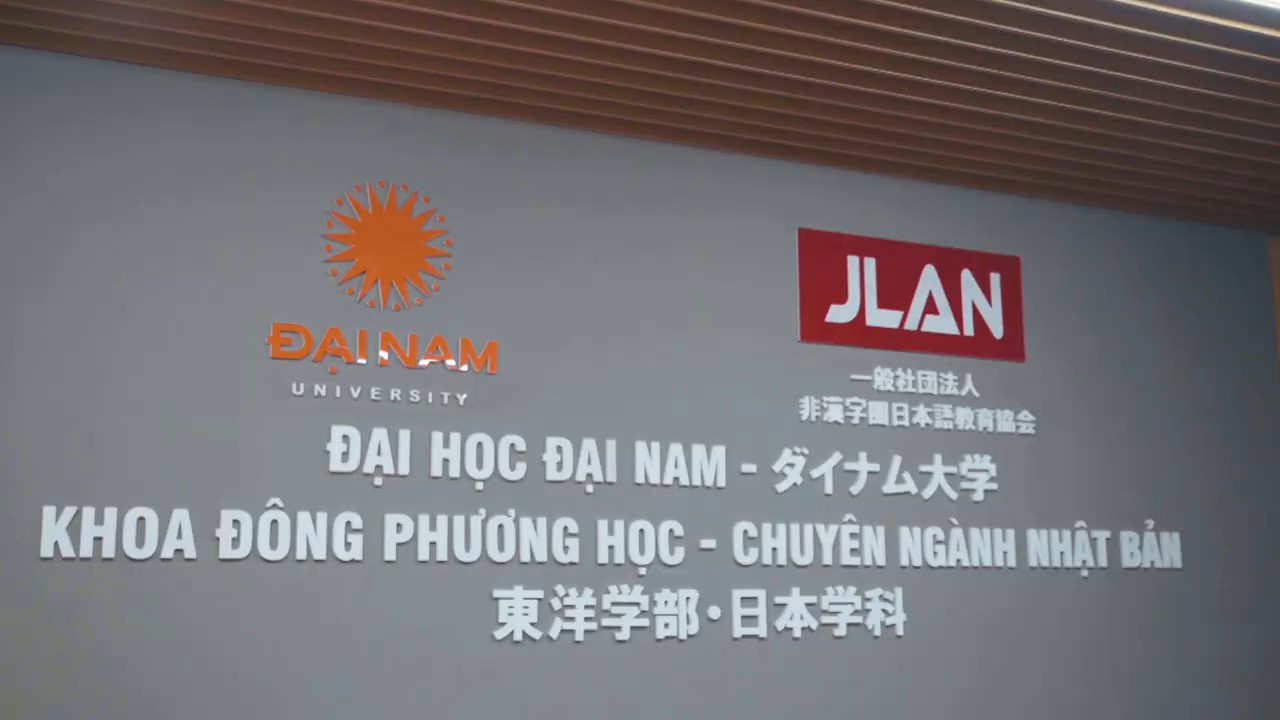 ĐẠI NAM
UNIVERSITY
JLAN
一般社団法人
非漢字圏日本語教育協会
ĐẠI HỌC ĐẠI NAM - ダイナム大学
KHOA ĐÔNG PHƯƠNG HỌC - CHUYÊN NGÀNH NHẬT BẢN
東洋学部・日本学科